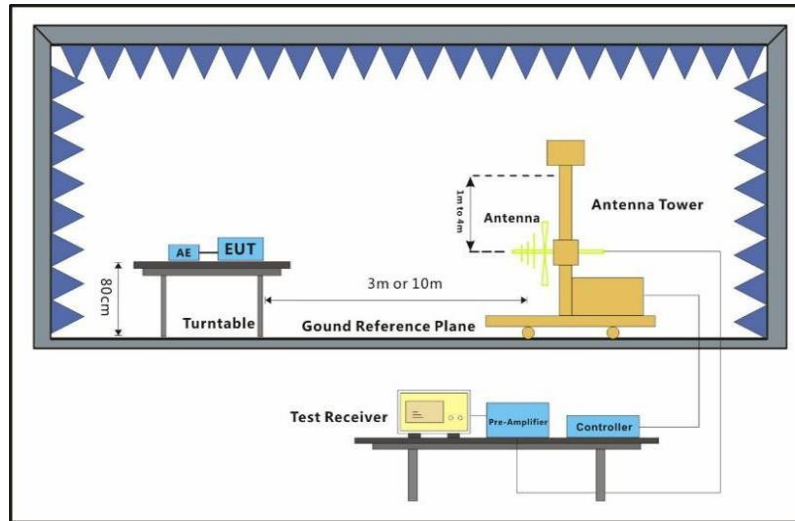 1m to 4m
Antenna
Antenna Tower
AE
EUT
80cm
3m or 10m
Turntable
Gound Reference Plane
Test Receiver
Pre-Amplifier
Controller